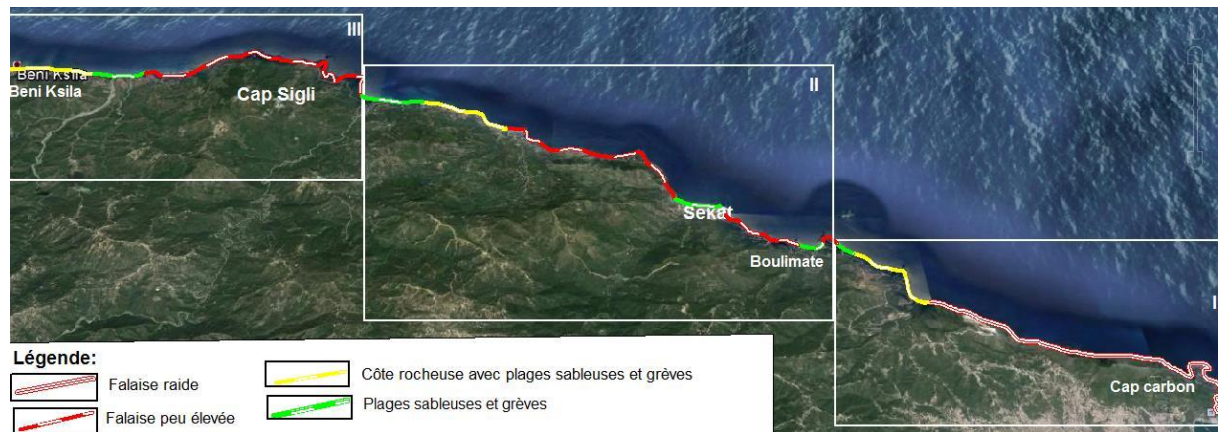 III
Beni Ksila
Beni Ksila
Cap Sigli
II
Sekat
Boulimate
I
Cap carbon
Légende:
Falaise raide
Falaise peu élevée
Côte rocheuse avec plages sableuses et grèves
Plages sableuses et grèves